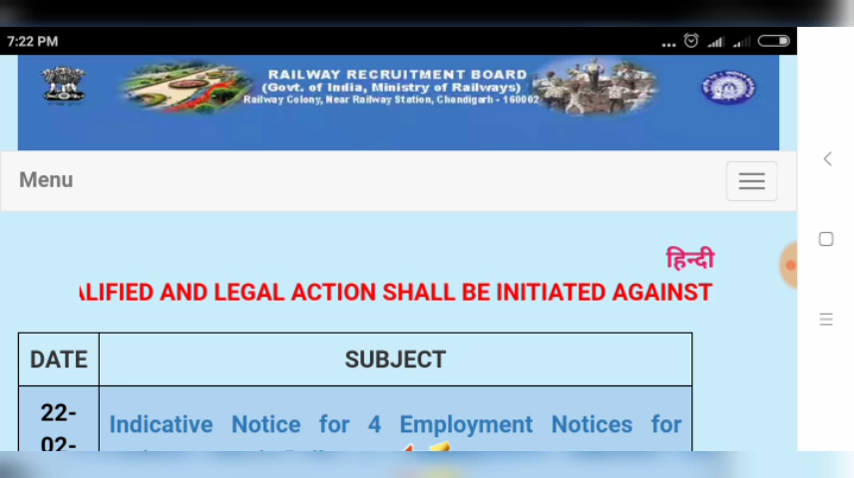 7:22 PM
RAILWAY RECRUITMENT BOARD
(Govt. of India, Ministry of Railways)
Railway Colony, Near Railway Station, Chandigarh - 160002
Menu
हिन्दी
ALIFIED AND LEGAL ACTION SHALL BE INITIATED AGAINST
DATE SUBJECT
22- Indicative Notice for 4 Employment Notices for
02-